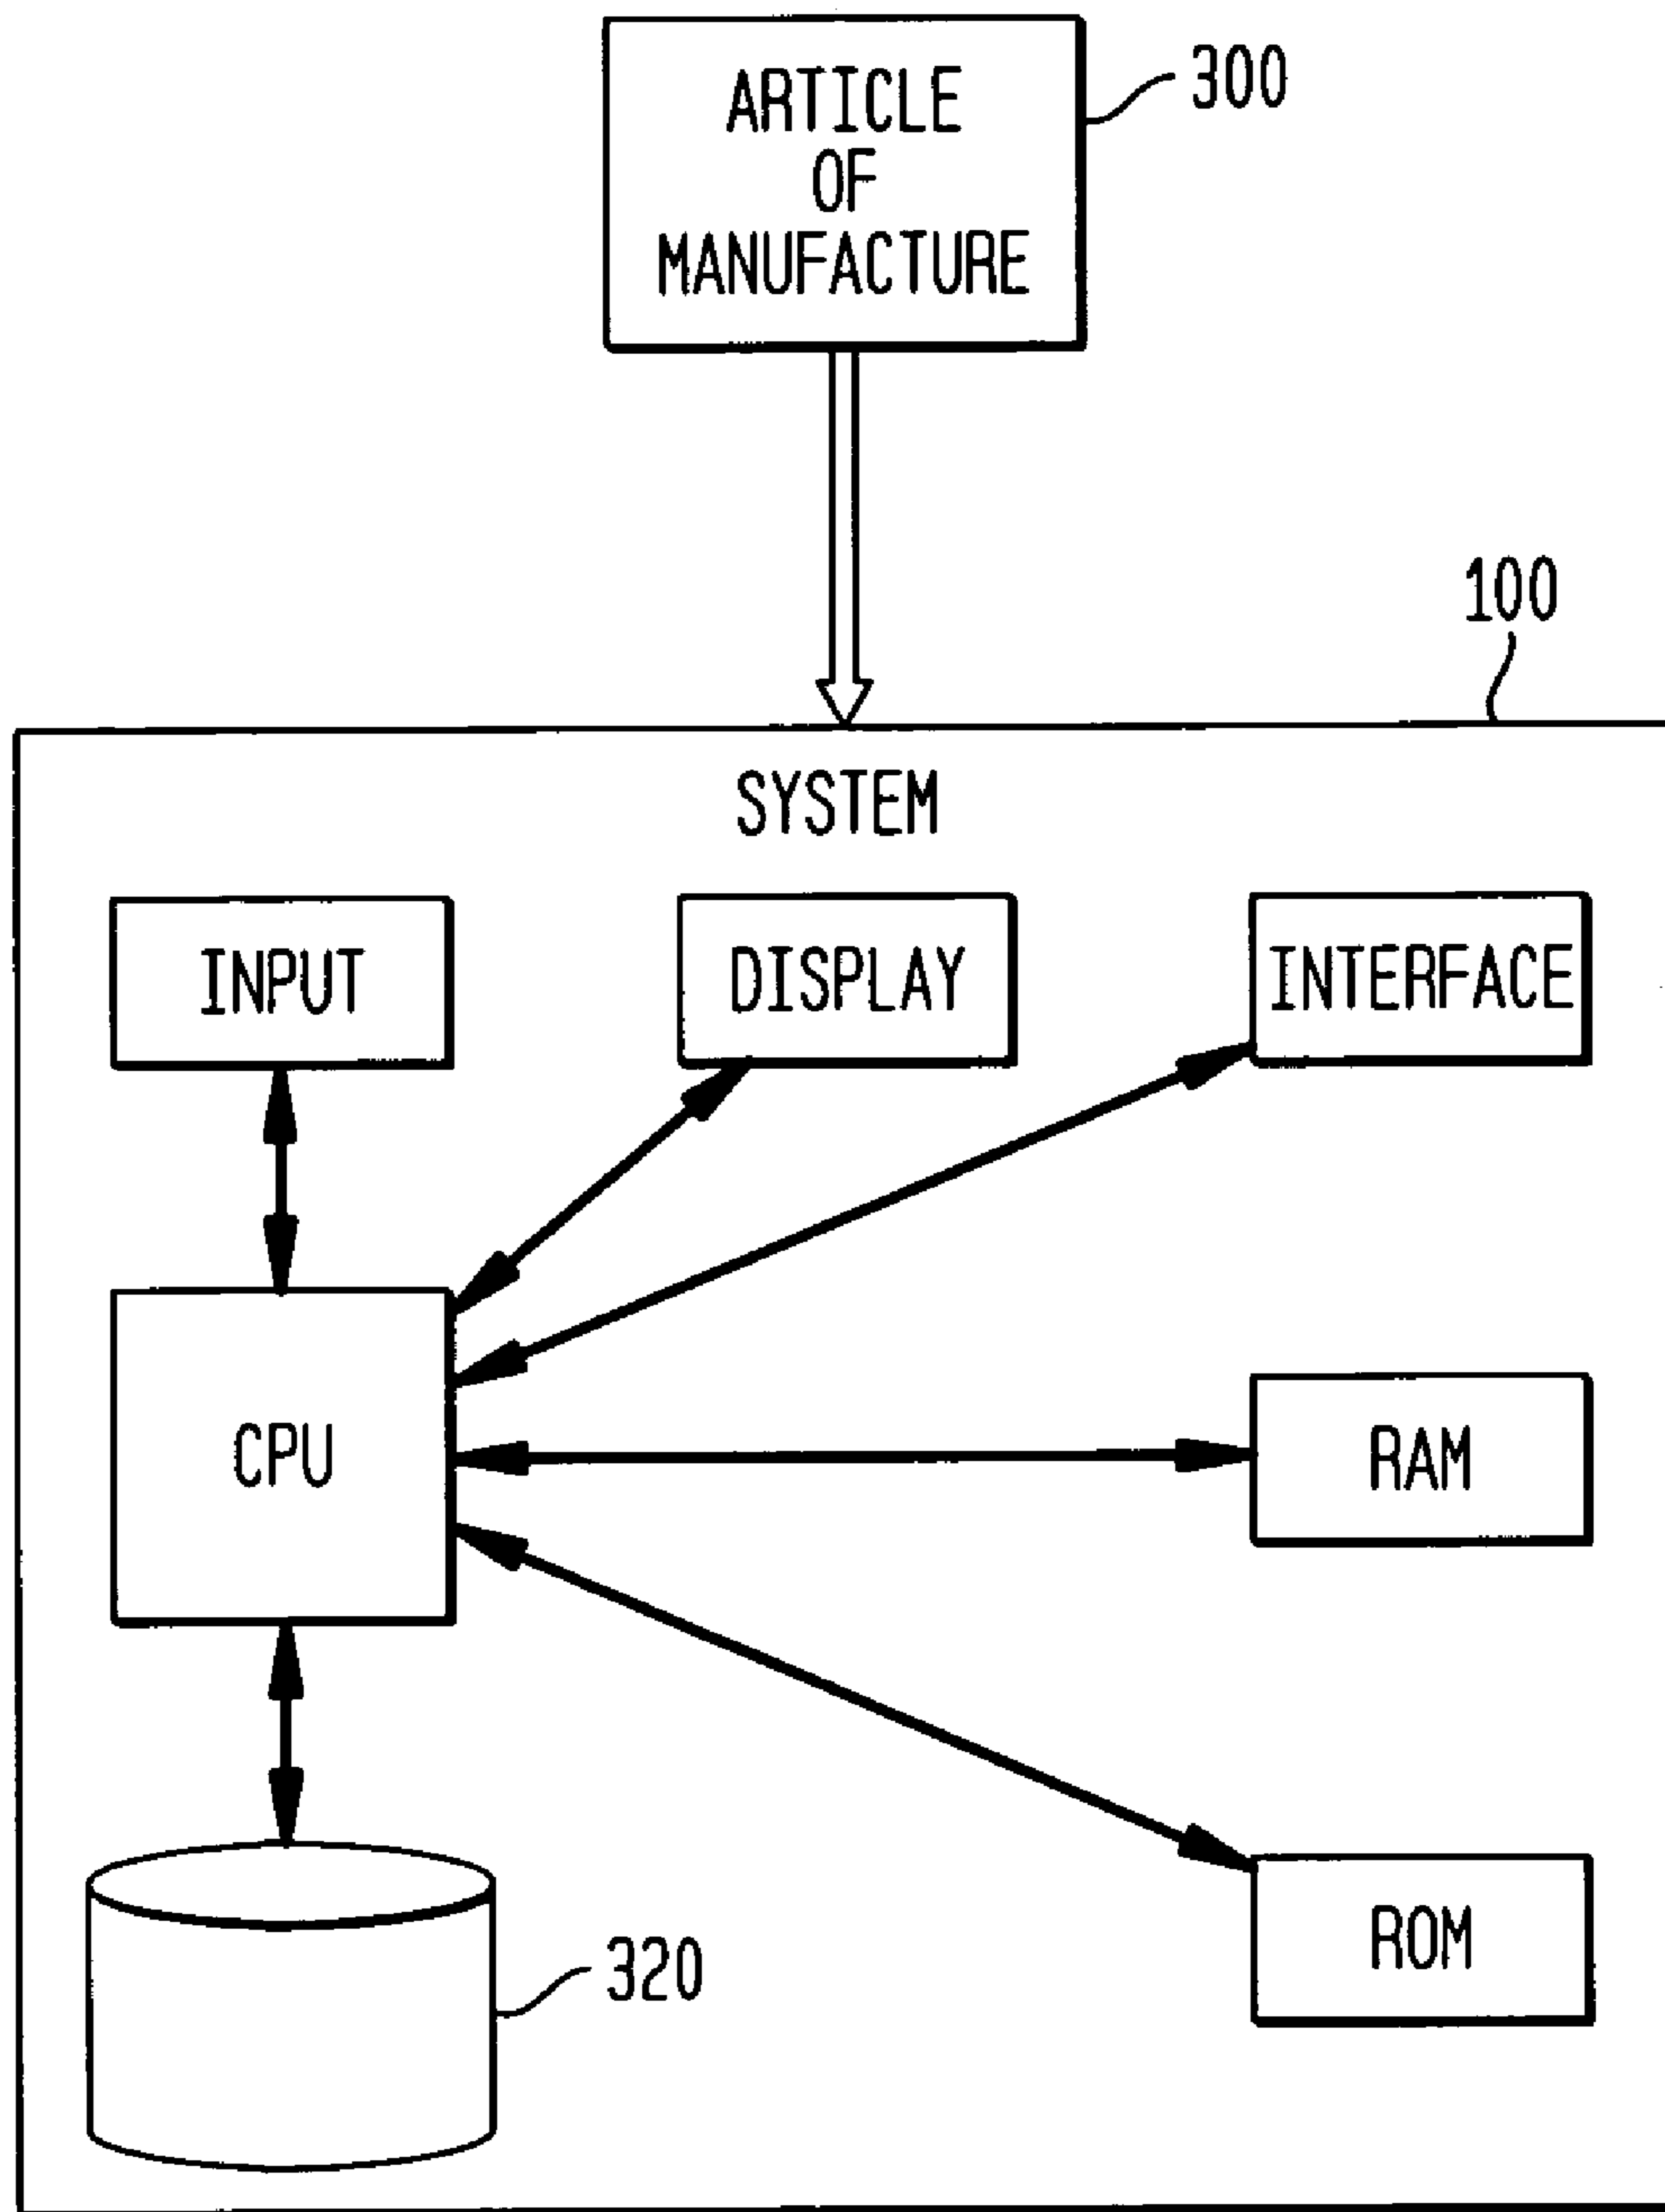 ARTICLE
OF
MANUFACTURE
300
100
SYSTEM
INPUT
DISPLAY
INTERFACE
CPU
RAM
ROM
320